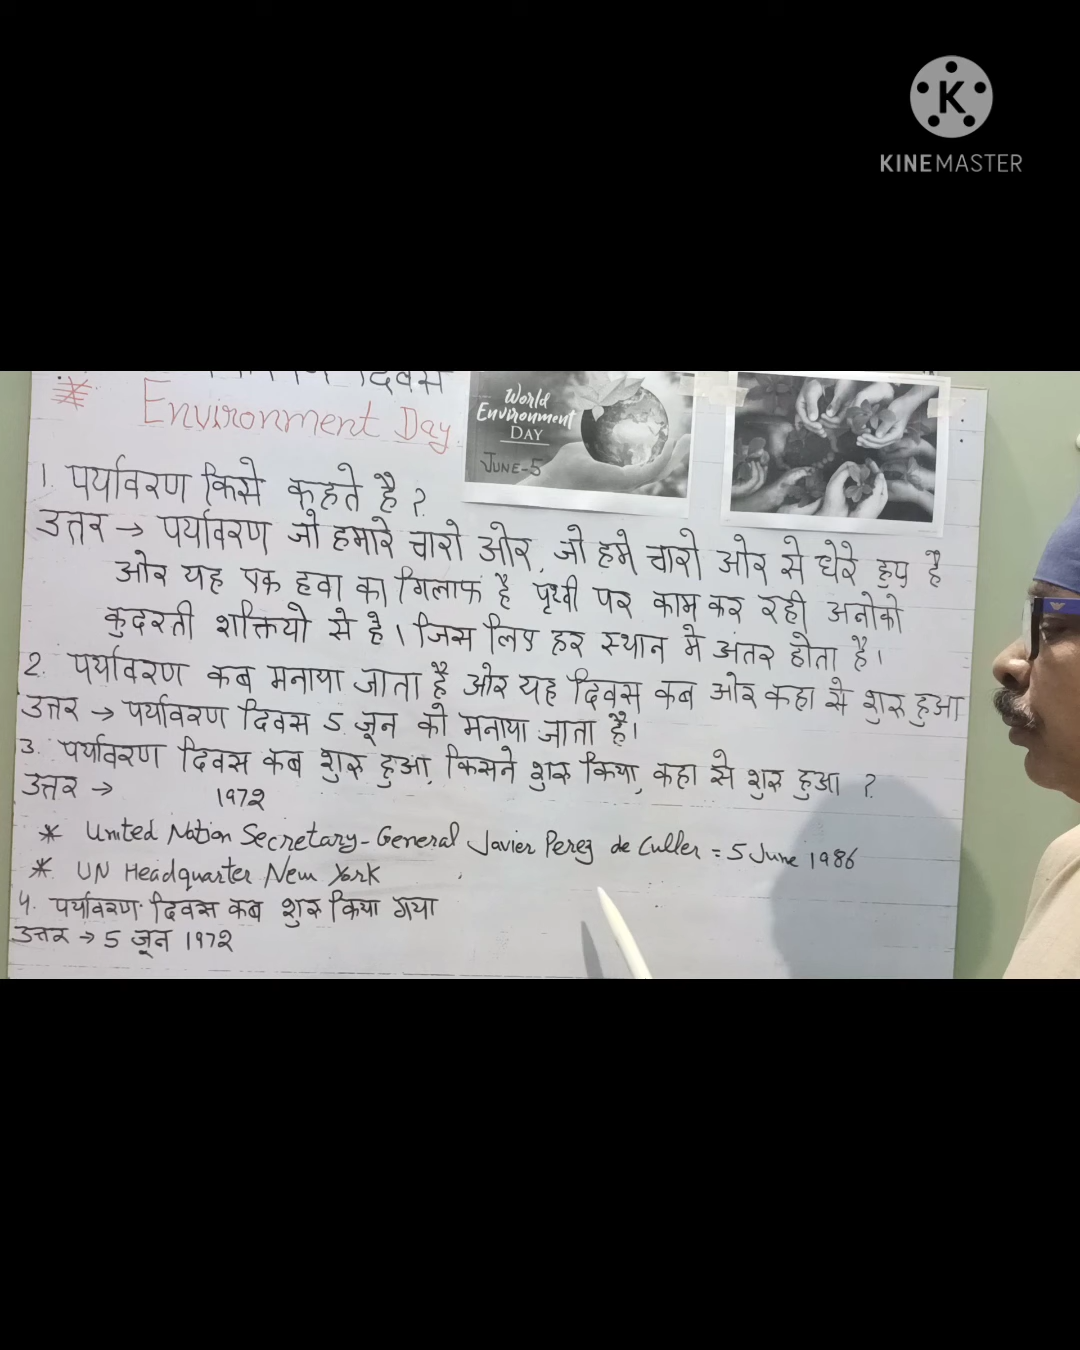 KINEMASTER
दिवस
Environment Day
World
Environment
DAY
JUNE-5
1. पर्यावरण किसे कहते है ?
उत्तर → पर्यावरण जो हमारे चारो ओर, जो हमे चारो ओर से घेरे हुए है
ओर यह एक हवा का गिलाफ है पृथ्वी पर काम कर रही अनोको
कुदरती शक्तियो से है। जिस लिए हर स्थान मे अंतर होता है।
2. पर्यावरण कब मनाया जाता है ओर यह दिवस कब ओर कहा से शुरू हुआ
उत्तर → पर्यावरण दिवस 5 जून को मनाया जाता है।
3. पर्यावरण दिवस कब शुरू हुआ, किसने शुरू किया, कहा से शुरू हुआ ?
उत्तर → 1972
* United Nation Secretary-General Javier Perez de Culler = 5 June 1986
* UN Headquarter New York
4. पर्यावरण दिवस कब शुरू किया गया
उत्तर → 5 जून 1972